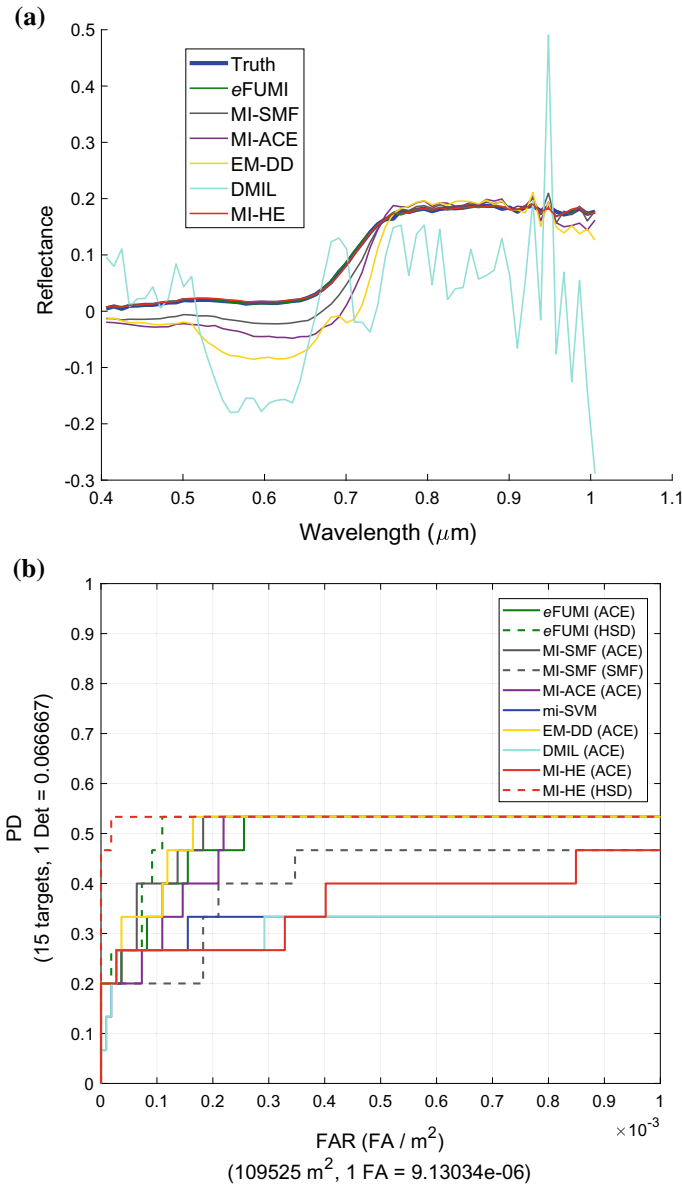 (a)
0.5
0.4
0.3
0.2
0.1
0
-0.1
-0.2
-0.3
Reflectance
Truth
eFUMI
MI-SMF
MI-ACE
EM-DD
DMIL
MI-HE
0.4 0.5 0.6 0.7 0.8 0.9 1 1.1
Wavelength (μm)
(b)
1
0.9
0.8
0.7
0.6
0.5
0.4
0.3
0.2
0.1
0
PD
(15 targets, 1 Det = 0.066667)
eFUMI (ACE)
eFUMI (HSD)
MI-SMF (ACE)
MI-SMF (SMF)
MI-ACE (ACE)
mi-SVM
EM-DD (ACE)
DMIL (ACE)
MI-HE (ACE)
MI-HE (HSD)
0 0.1 0.2 0.3 0.4 0.5 0.6 0.7 0.8 0.9 1
×10⁻³
FAR (FA / m²)
(109525 m², 1 FA = 9.13034e-06)